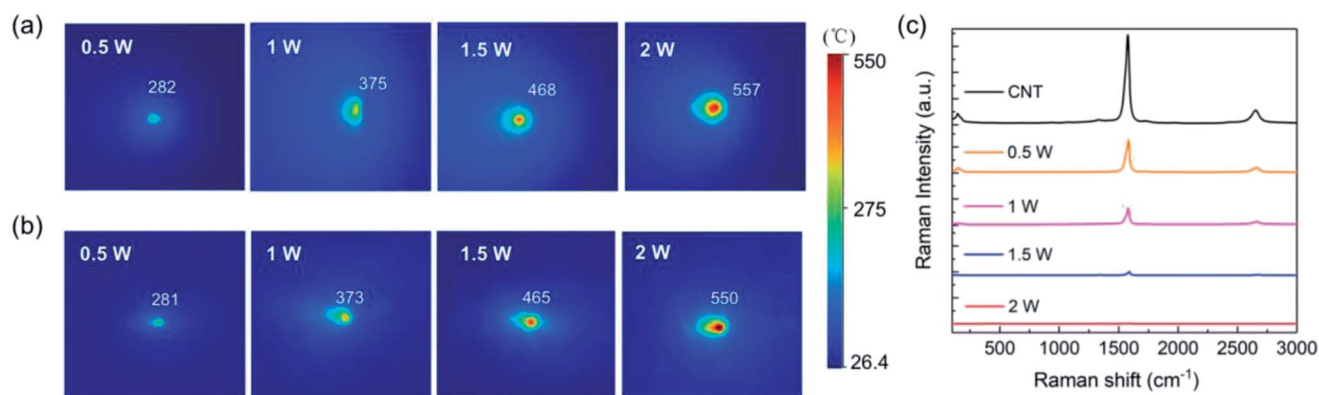 (a)
0.5 W
282
1 W
375
1.5 W
468
2 W
557
(b)
0.5 W
281
1 W
373
1.5 W
465
2 W
550
(℃)
550
275
26.4
(c)
Raman Intensity (a.u.)
CNT
0.5 W
1 W
1.5 W
2 W
500 1000 1500 2000 2500 3000
Raman shift (cm⁻¹)